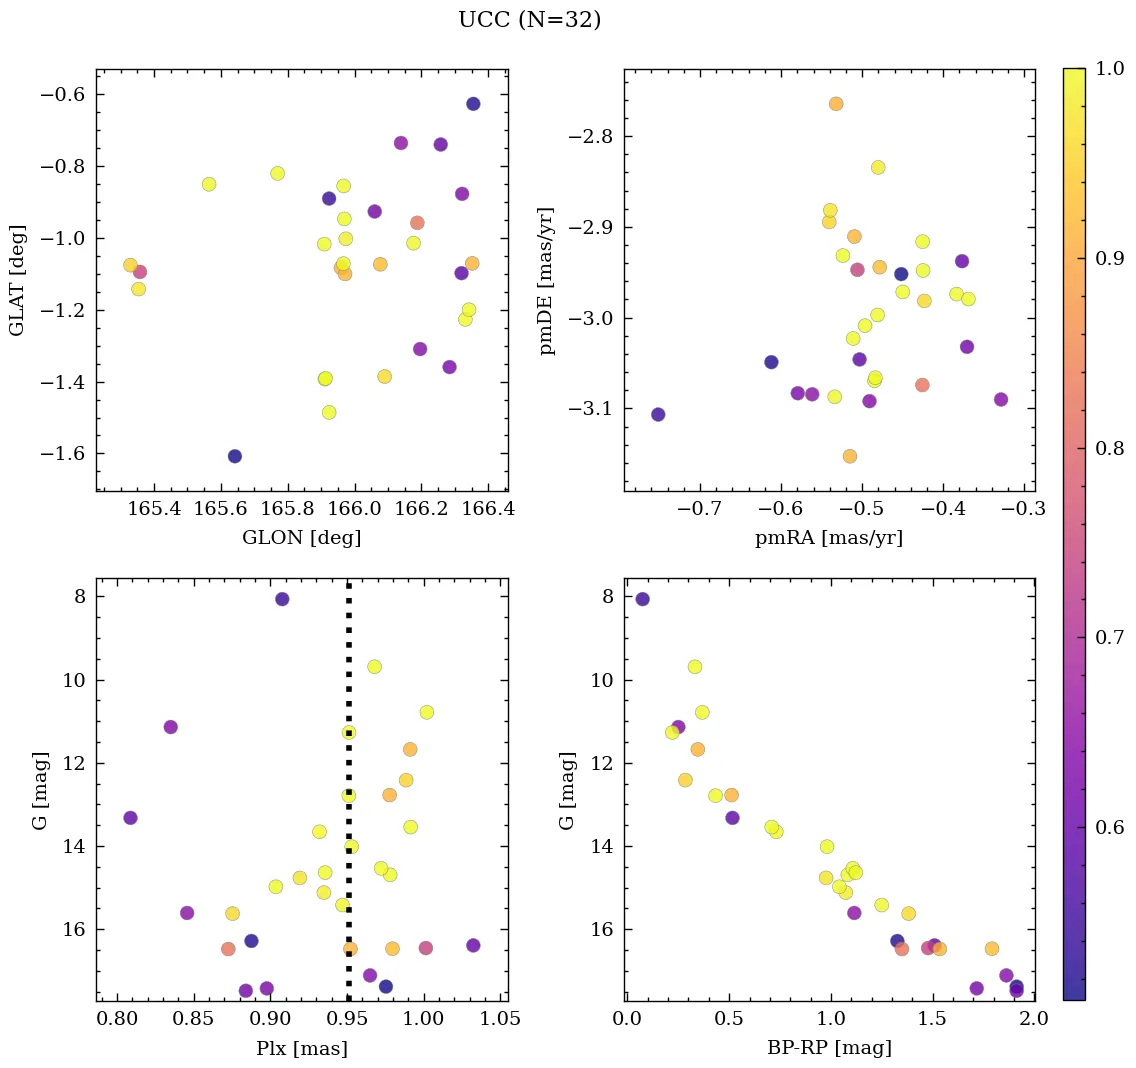 UCC (N=32)
−0.6
−0.8
−1.0
−1.2
−1.4
−1.6
GLAT [deg]
165.4 165.6 165.8 166.0 166.2 166.4
GLON [deg]
−2.8
−2.9
−3.0
−3.1
pmDE [mas/yr]
−0.7 −0.6 −0.5 −0.4 −0.3
pmRA [mas/yr]
1.0
0.9
0.8
0.7
0.6
8
10
12
14
16
G [mag]
0.80 0.85 0.90 0.95 1.00 1.05
Plx [mas]
8
10
12
14
16
G [mag]
0.0 0.5 1.0 1.5 2.0
BP-RP [mag]